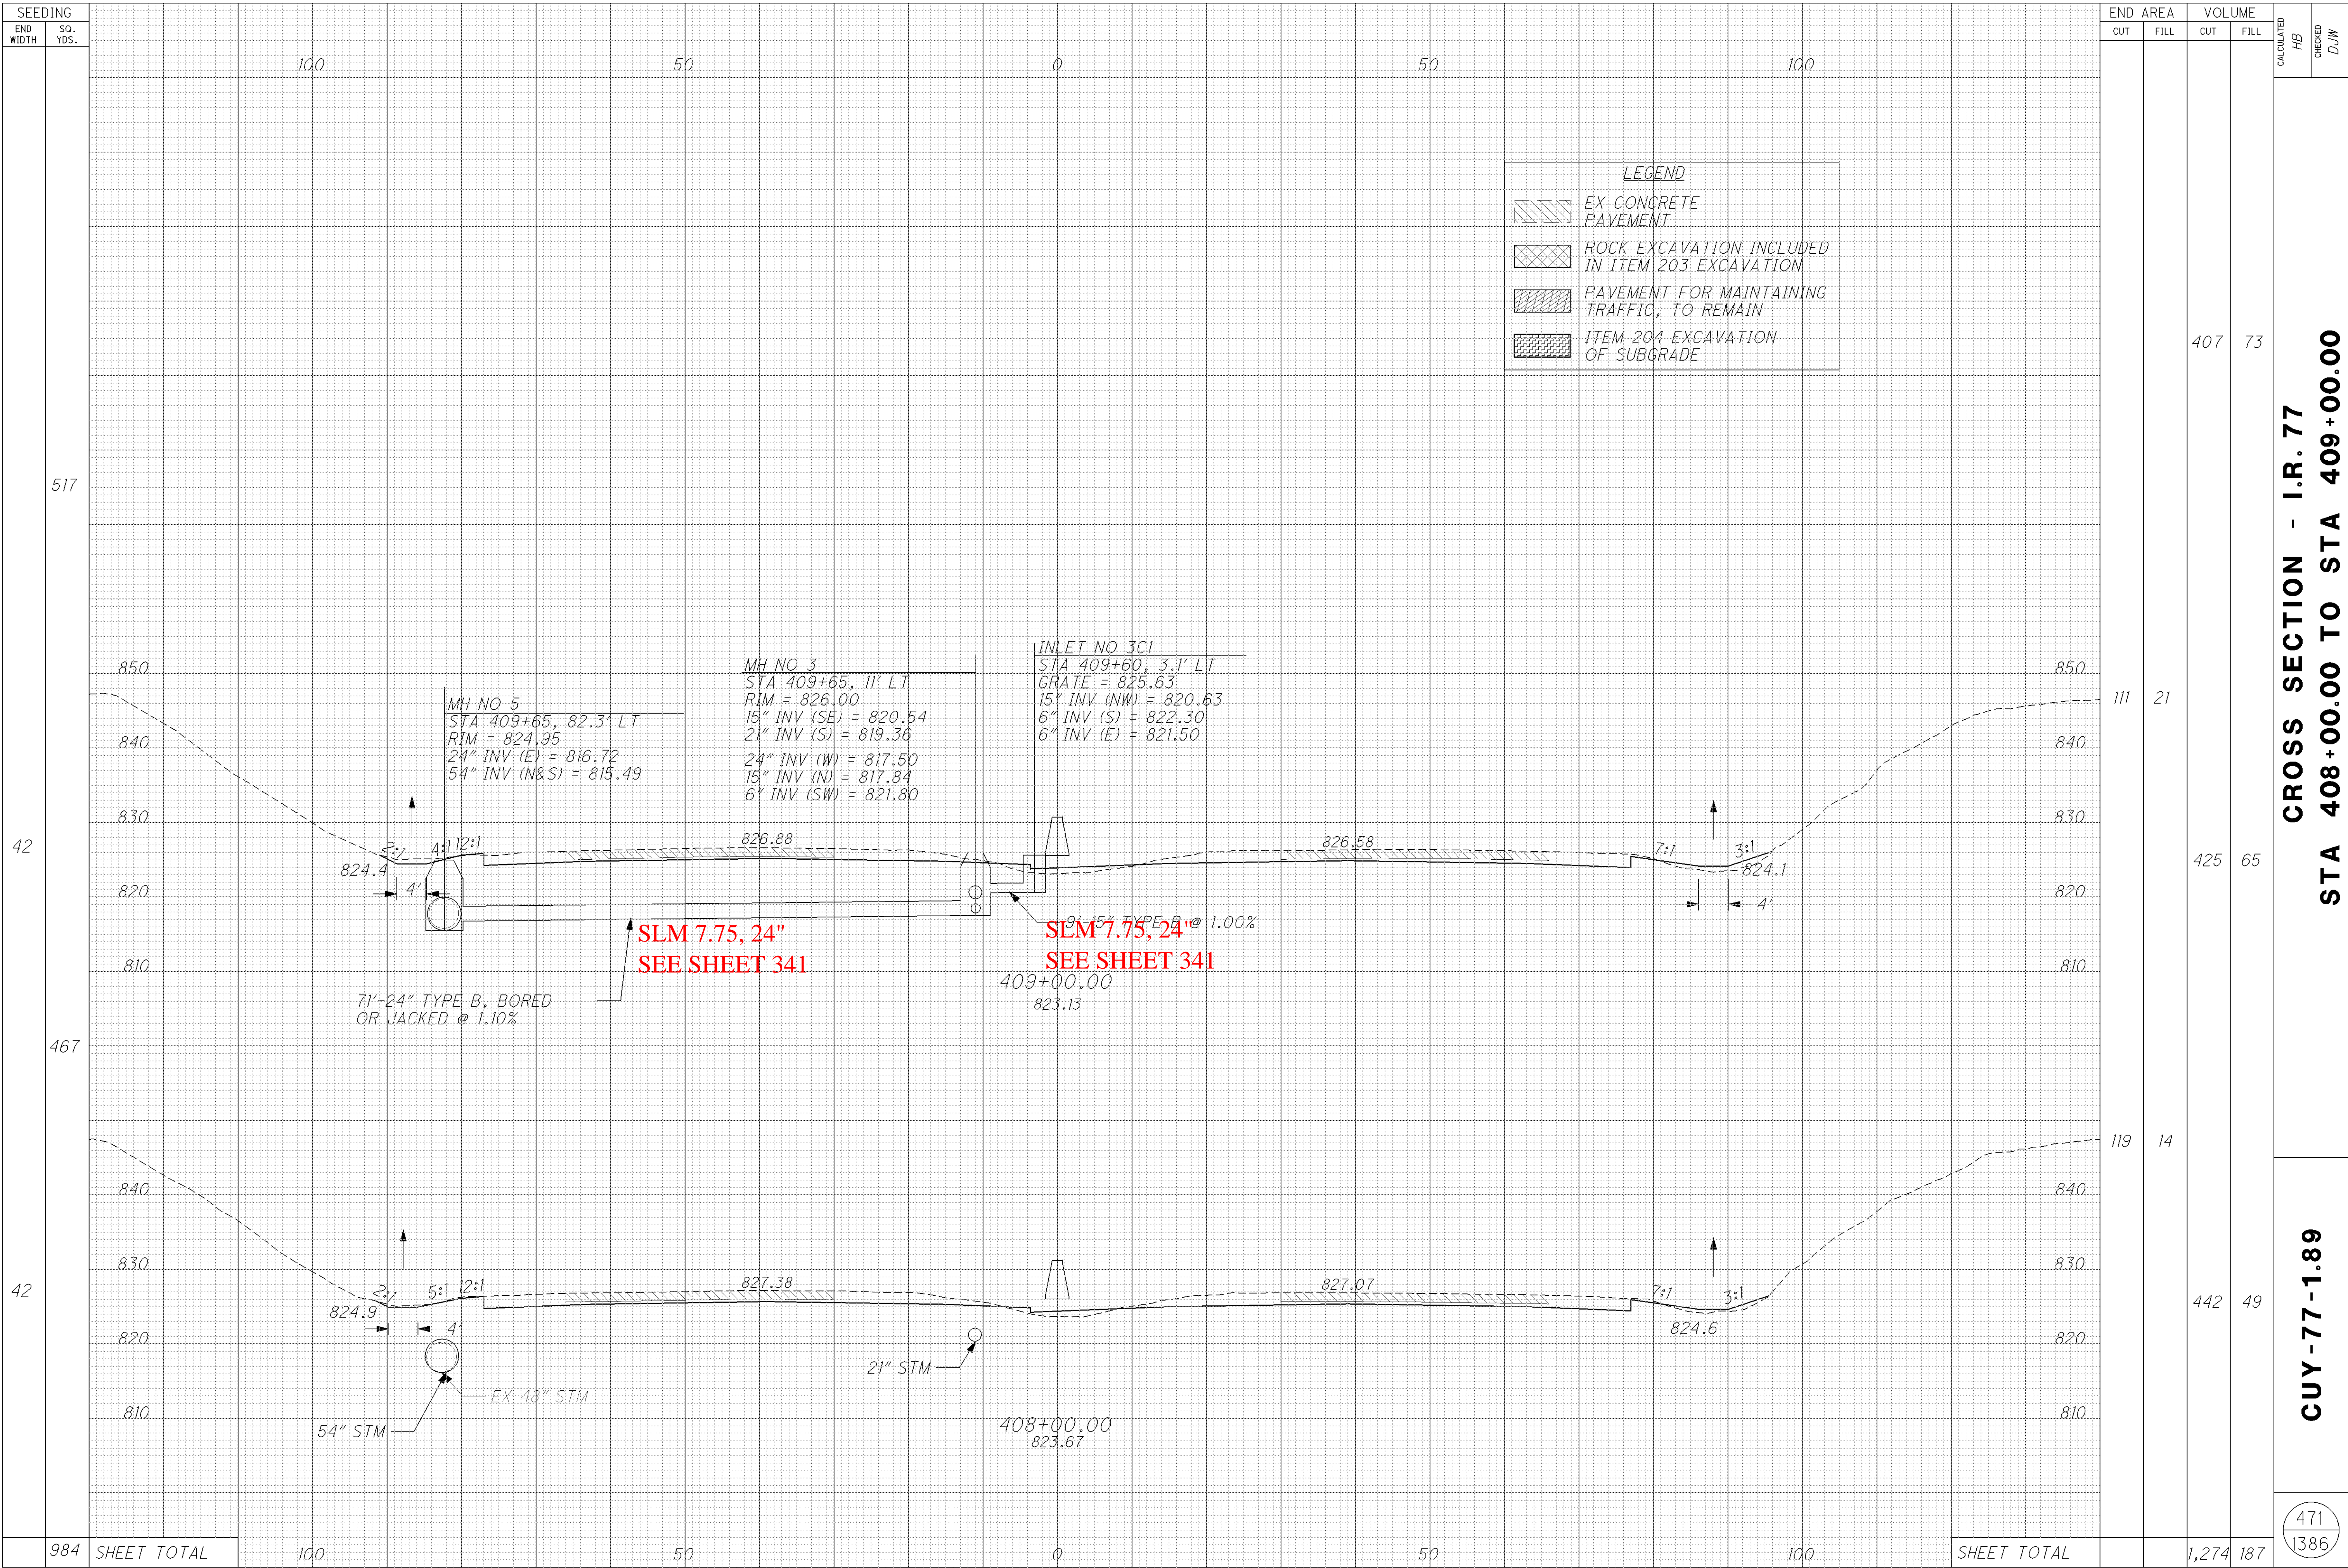 SEEDING
END WIDTH
SQ. YDS.
END AREA
VOLUME
CUT
FILL
CUT
FILL
CALCULATED
HB
CHECKED
DJW
100
50
0
50
100
LEGEND
EX CONCRETE
PAVEMENT
ROCK EXCAVATION INCLUDED
IN ITEM 203 EXCAVATION
PAVEMENT FOR MAINTAINING
TRAFFIC, TO REMAIN
ITEM 204 EXCAVATION
OF SUBGRADE
407 73
517
CROSS SECTION - I.R. 77
STA 408+00.00 TO STA 409+00.00
850
840
830
820
810
MH NO 5
STA 409+65, 82.3' LT
RIM = 824.95
24" INV (E) = 816.72
54" INV (N&S) = 815.49
MH NO 3
STA 409+65, 11' LT
RIM = 826.00
15" INV (SE) = 820.54
21" INV (S) = 819.36
24" INV (W) = 817.50
15" INV (N) = 817.84
6" INV (SW) = 821.80
INLET NO 3C1
STA 409+60, 3.1' LT
GRATE = 825.63
15" INV (NW) = 820.63
6" INV (S) = 822.30
6" INV (E) = 821.50
850
840
830
820
810
111 21
42
2:1
4:1
12:1
824.4
4'
826.88
826.58
7:1
3:1
824.1
4'
425 65
9'-15" TYPE B @ 1.00%
SLM 7.75, 24"
SEE SHEET 341
SLM 7.75, 24"
SEE SHEET 341
71'-24" TYPE B, BORED
OR JACKED @ 1.10%
409+00.00
823.13
467
119 14
840
830
820
810
840
830
820
810
42
2:1
5:1
12:1
824.9
4'
827.38
827.07
7:1
3:1
824.6
442 49
21" STM
EX 48" STM
54" STM
408+00.00
823.67
CUY-77-1.89
984 SHEET TOTAL
100
50
0
50
100
SHEET TOTAL
1,274 187
471
1386